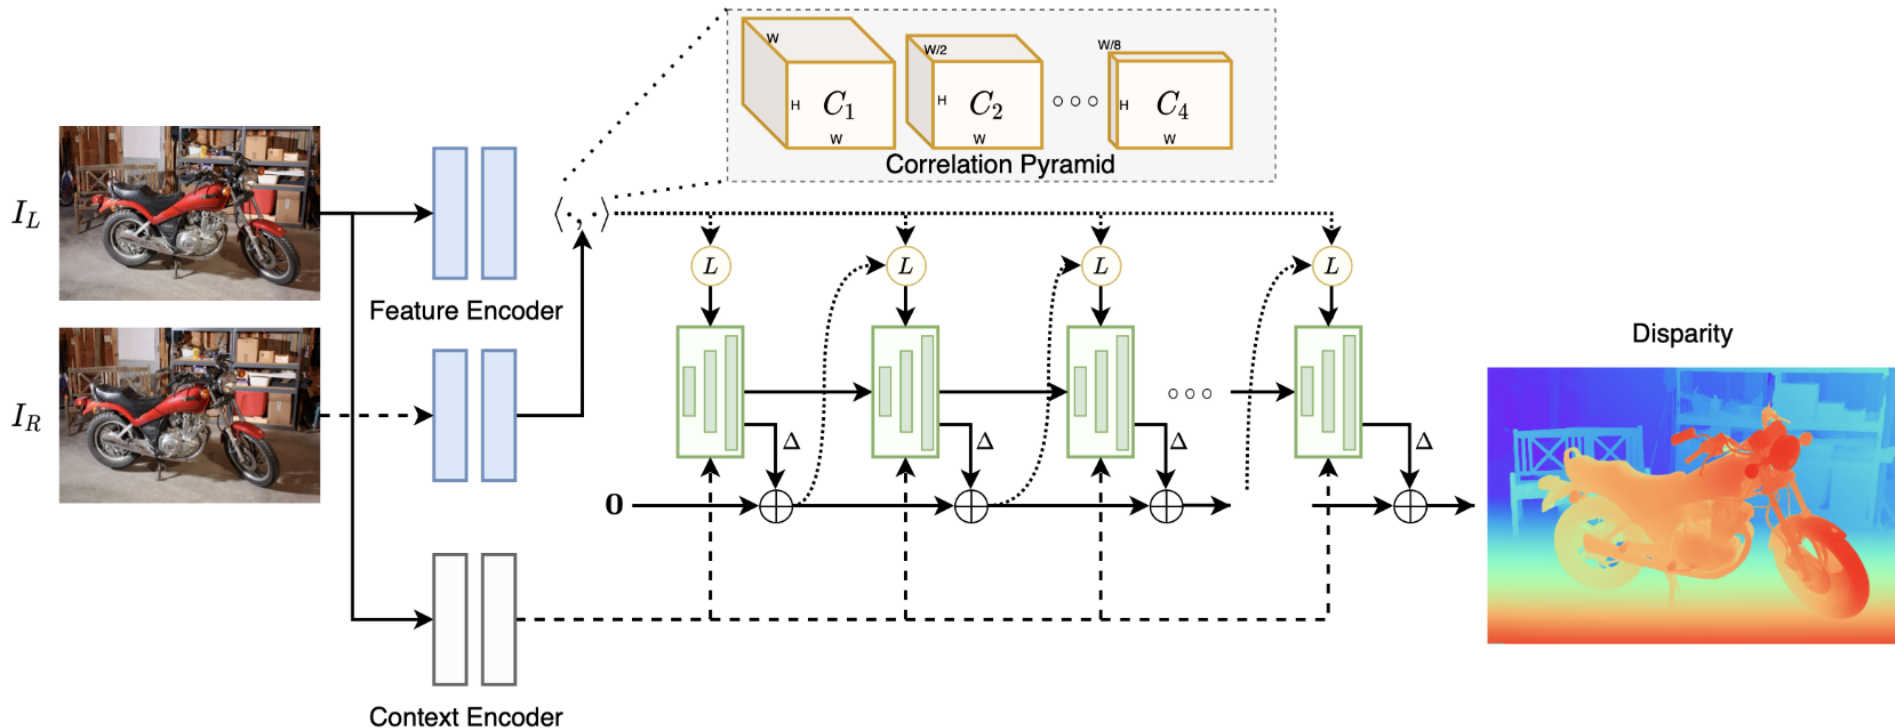 W
H
C₁
W
W/2
H
C₂
W
○○○
W/8
H
C₄
W
Correlation Pyramid
I_L
⟨·,·⟩
L
L
L
L
Feature Encoder
Disparity
I_R
○○○
Δ
Δ
Δ
Δ
0
Context Encoder